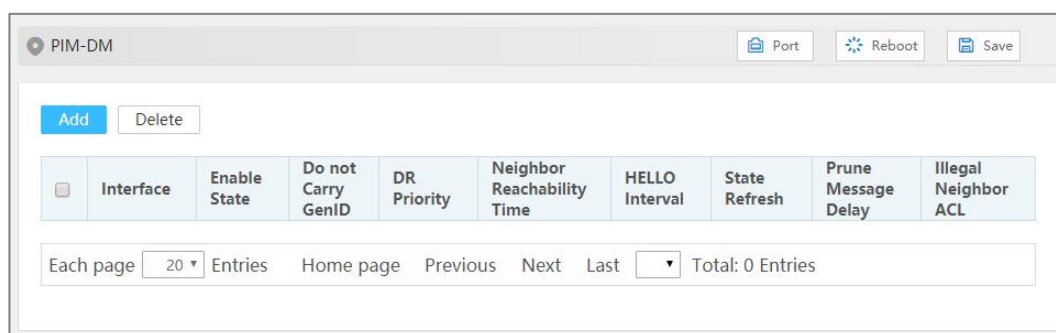 PIM-DM Port Reboot Save
Add Delete
Interface Enable State Do not Carry GenID DR Priority Neighbor Reachability Time HELLO Interval State Refresh Prune Message Delay Illegal Neighbor ACL
Each page 20 Entries Home page Previous Next Last Total: 0 Entries